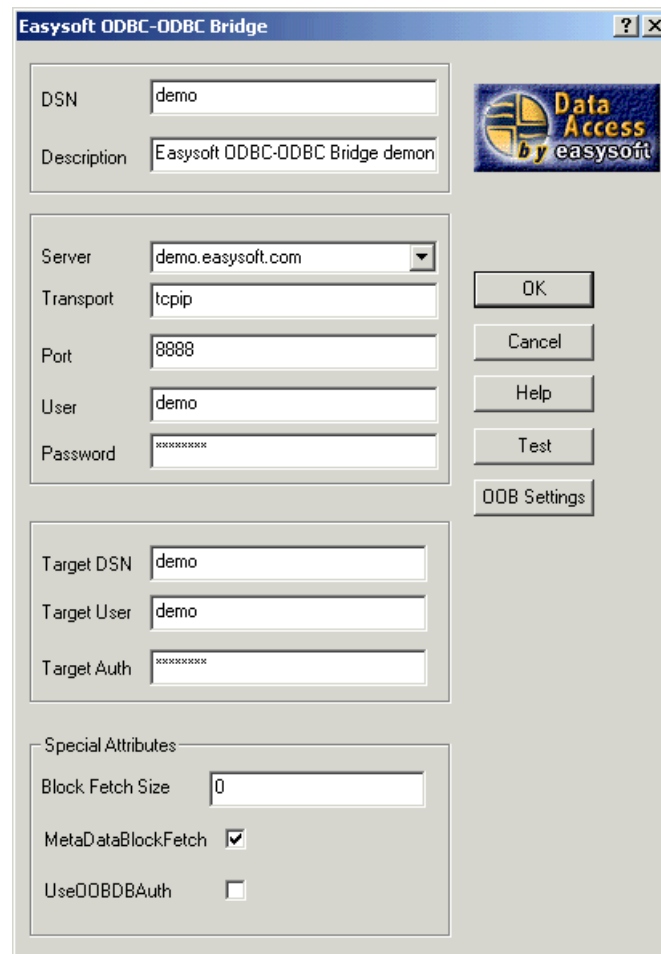 Easysoft ODBC-ODBC Bridge
DSN demo
Description Easysoft ODBC-ODBC Bridge demon
Data
Access
by easysoft
Server demo.easysoft.com
Transport tcpip
Port 8888
User demo
Password xxxxxxxx
OK
Cancel
Help
Test
OOB Settings
Target DSN demo
Target User demo
Target Auth xxxxxxxx
Special Attributes
Block Fetch Size 0
MetaDataBlockFetch
UseOOBDBAuth